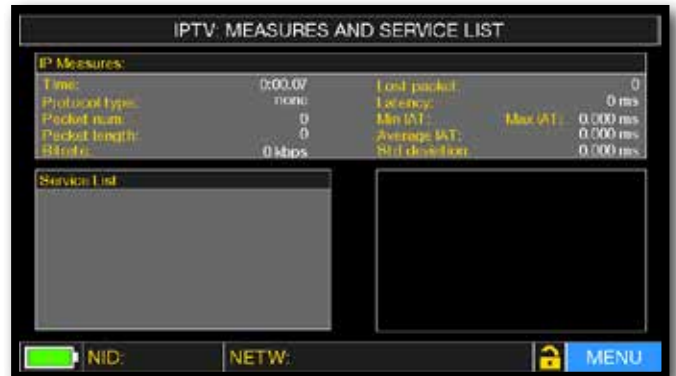 IPTV: MEASURES AND SERVICE LIST
IP Measures:
Time: 0:00.07 Lost packet: 0
Protocol type: none Latency: 0 ms
Packet num: 0 Min IAT: Max IAT: 0.000 ms
Packet length: 0 Average IAT: 0.000 ms
Bitrate: 0 kbps Std deviation: 0.000 ms
Service List
NID: NETW: MENU